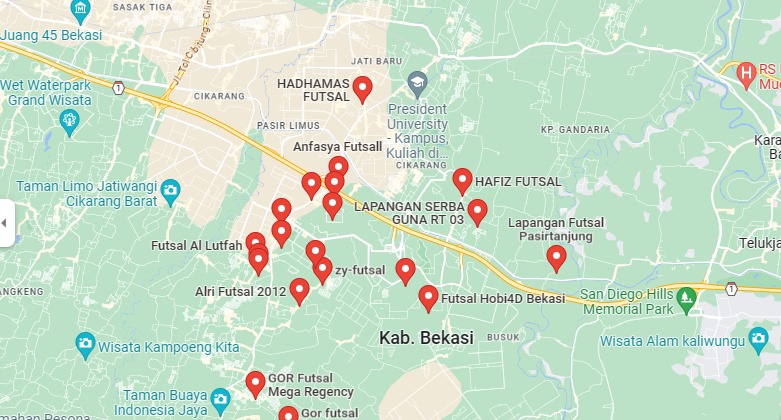 SASAK TIGA
Juang 45 Bekasi
Jl. Tol Cibitung - Cilin
JATI BARU
HADHAMAS
FUTSAL
RS
Wet Waterpark
Grand Wisata
1
CIKARANG
President
University
- Kampus,
Kuliah di...
PASIR LIMUS
KP. GANDARIA
Kara
Ba
Anfasya Futsall
CIKARANG
HAFIZ FUTSAL
Taman Limo Jatiwangi
Cikarang Barat
LAPANGAN SERBA
GUNA RT 03
Lapangan Futsal
Pasirtanjung
Futsal Al Lutfah
Telukja
zy-futsal
Alri Futsal 2012
Futsal Hobi4D Bekasi
San Diego Hills
Memorial Park
1
NGKENG
Kab. Bekasi
BUSUK
Wisata Alam kaliwungu
Wisata Kampoeng Kita
GOR Futsal
Mega Regency
Taman Buaya
Indonesia Jaya
Gor futsal
mahan Pesona